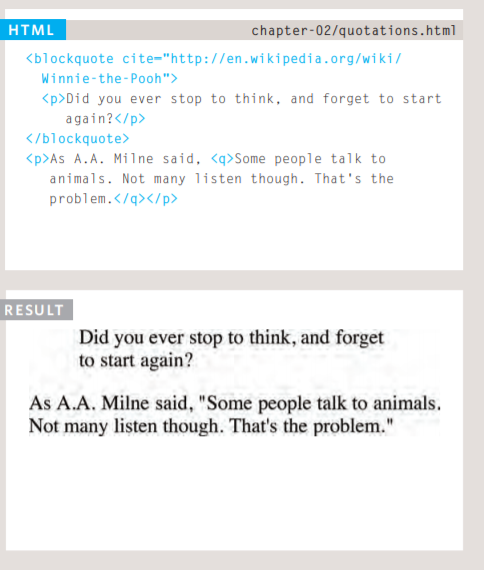 HTML chapter-02/quotations.html
<blockquote cite="http://en.wikipedia.org/wiki/
Winnie-the-Pooh">
<p>Did you ever stop to think, and forget to start
again?</p>
</blockquote>
<p>As A.A. Milne said, <q>Some people talk to
animals. Not many listen though. That's the
problem.</q></p>
RESULT
Did you ever stop to think, and forget
to start again?
As A.A. Milne said, "Some people talk to animals.
Not many listen though. That's the problem."